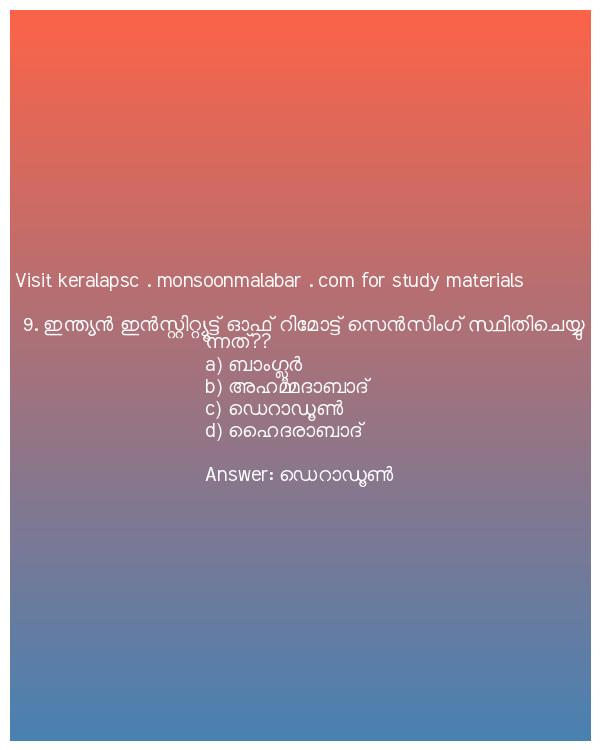 Visit keralapsc . monsoonmalabar . com for study materials
9. ഇന്ത്യൻ ഇൻസ്റ്റിറ്റ്യൂട്ട് ഓഫ് റിമോട്ട് സെൻസിംഗ് സ്ഥിതിചെയ്യു
ന്നത്??
a) ബാംഗ്ലൂർ
b) അഹമ്മദാബാദ്
c) ഡെറാഡൂൺ
d) ഹൈദരാബാദ്
Answer: ഡെറാഡൂൺ